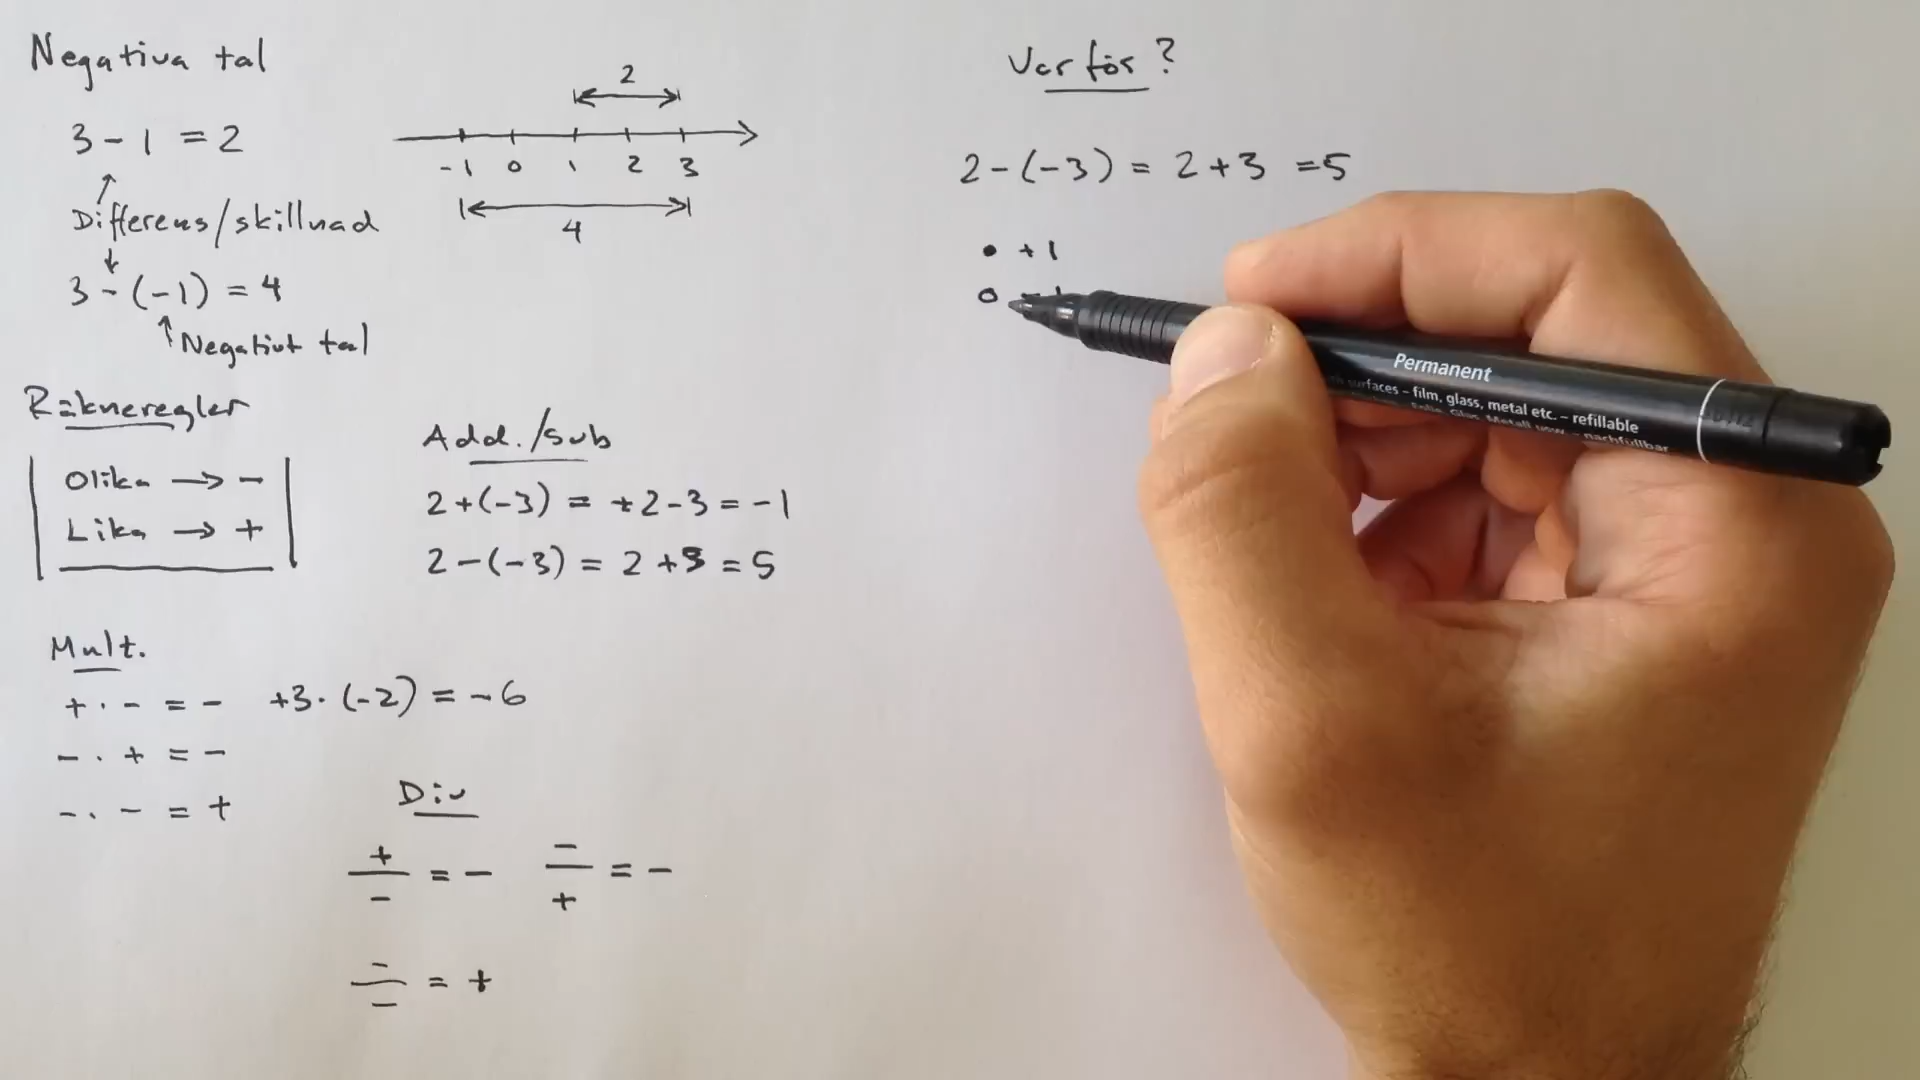 Negativa tal
3 - 1 = 2
Differens/skillnad
3 - (-1) = 4
Negativt tal
2
-1 0 1 2 3
4
Räkneregler
Olika → -
Lika → +
Add./sub
2+(-3) = +2-3 = -1
2-(-3) = 2+3 = 5
Mult.
+ · - = - +3·(-2) = -6
- · + = -
- · - = +
Div
+/- = - -/+ = -
-/- = +
Varför?
2-(-3) = 2+3 =5
• +1
o -1
Permanent
surfaces – film, glass, metal etc. – refillable
– nachfüllbar